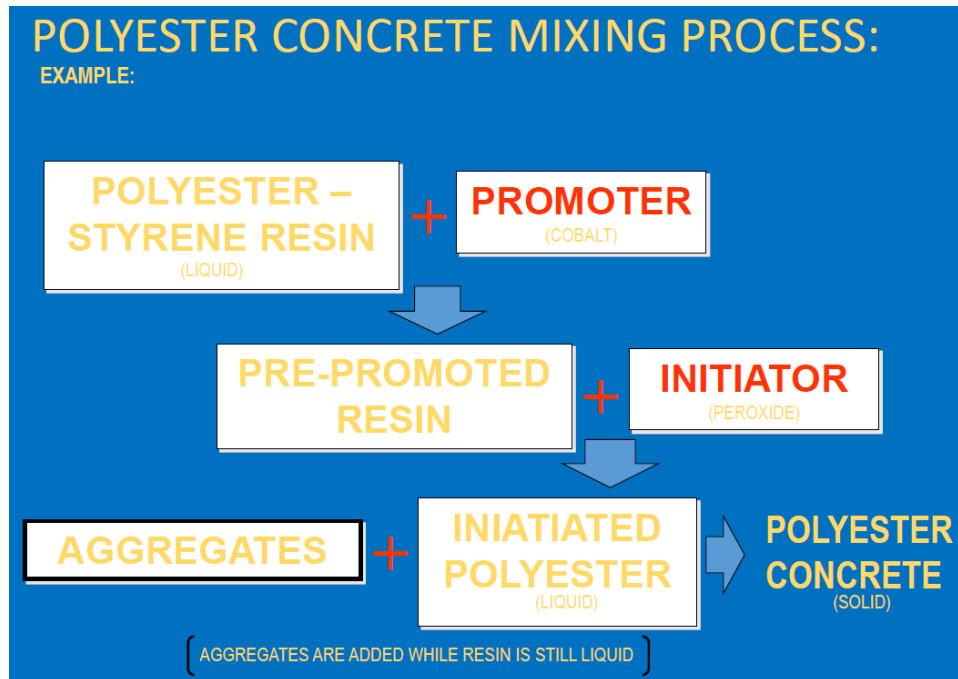 POLYESTER CONCRETE MIXING PROCESS:
EXAMPLE:
POLYESTER –
STYRENE RESIN
(LIQUID)
+
PROMOTER
(COBALT)
PRE-PROMOTED
RESIN
+
INITIATOR
(PEROXIDE)
AGGREGATES
+
INIATIATED
POLYESTER
(LIQUID)
POLYESTER
CONCRETE
(SOLID)
AGGREGATES ARE ADDED WHILE RESIN IS STILL LIQUID